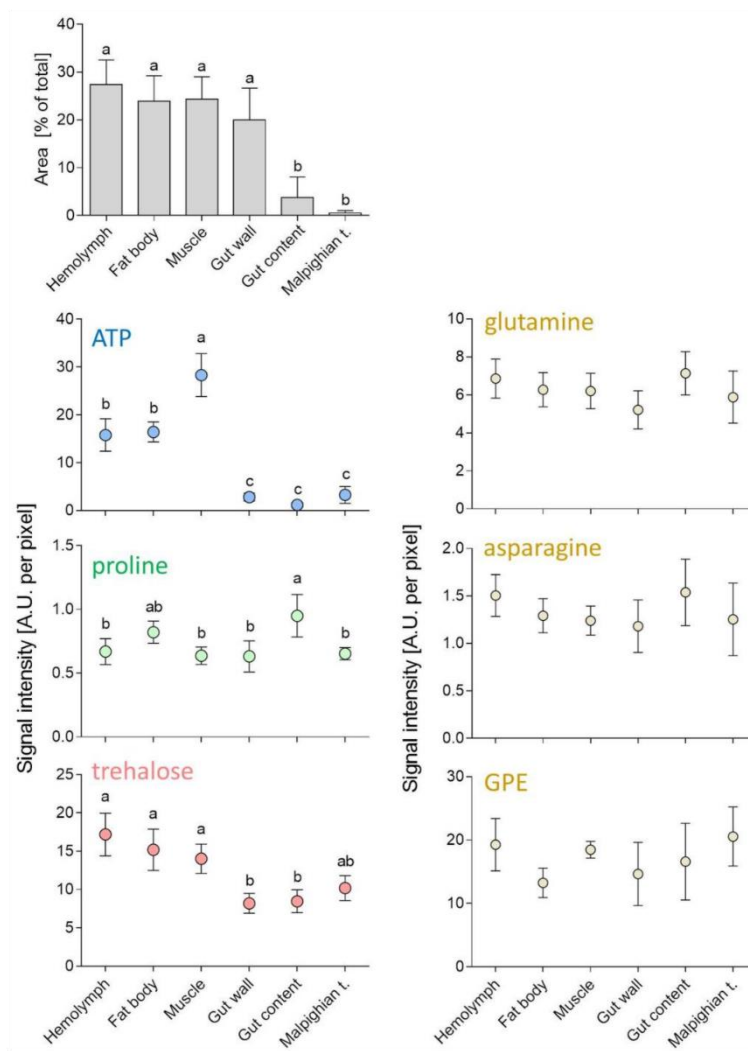 Area [% of total]
40
30
20
10
0
a
a
a
a
b
b
Hemolymph
Fat body
Muscle
Gut wall
Gut content
Malpighian t.
Signal intensity [A.U. per pixel]
ATP
40
30
20
10
0
b
b
a
c
c
c
proline
1.5
1.0
0.5
0.0
b
ab
b
b
a
b
trehalose
25
20
15
10
5
0
a
a
a
b
b
ab
Hemolymph
Fat body
Muscle
Gut wall
Gut content
Malpighian t.
Signal intensity [A.U. per pixel]
glutamine
10
8
6
4
2
0
asparagine
2.0
1.5
1.0
0.5
0.0
GPE
30
20
10
0
Hemolymph
Fat body
Muscle
Gut wall
Gut content
Malpighian t.